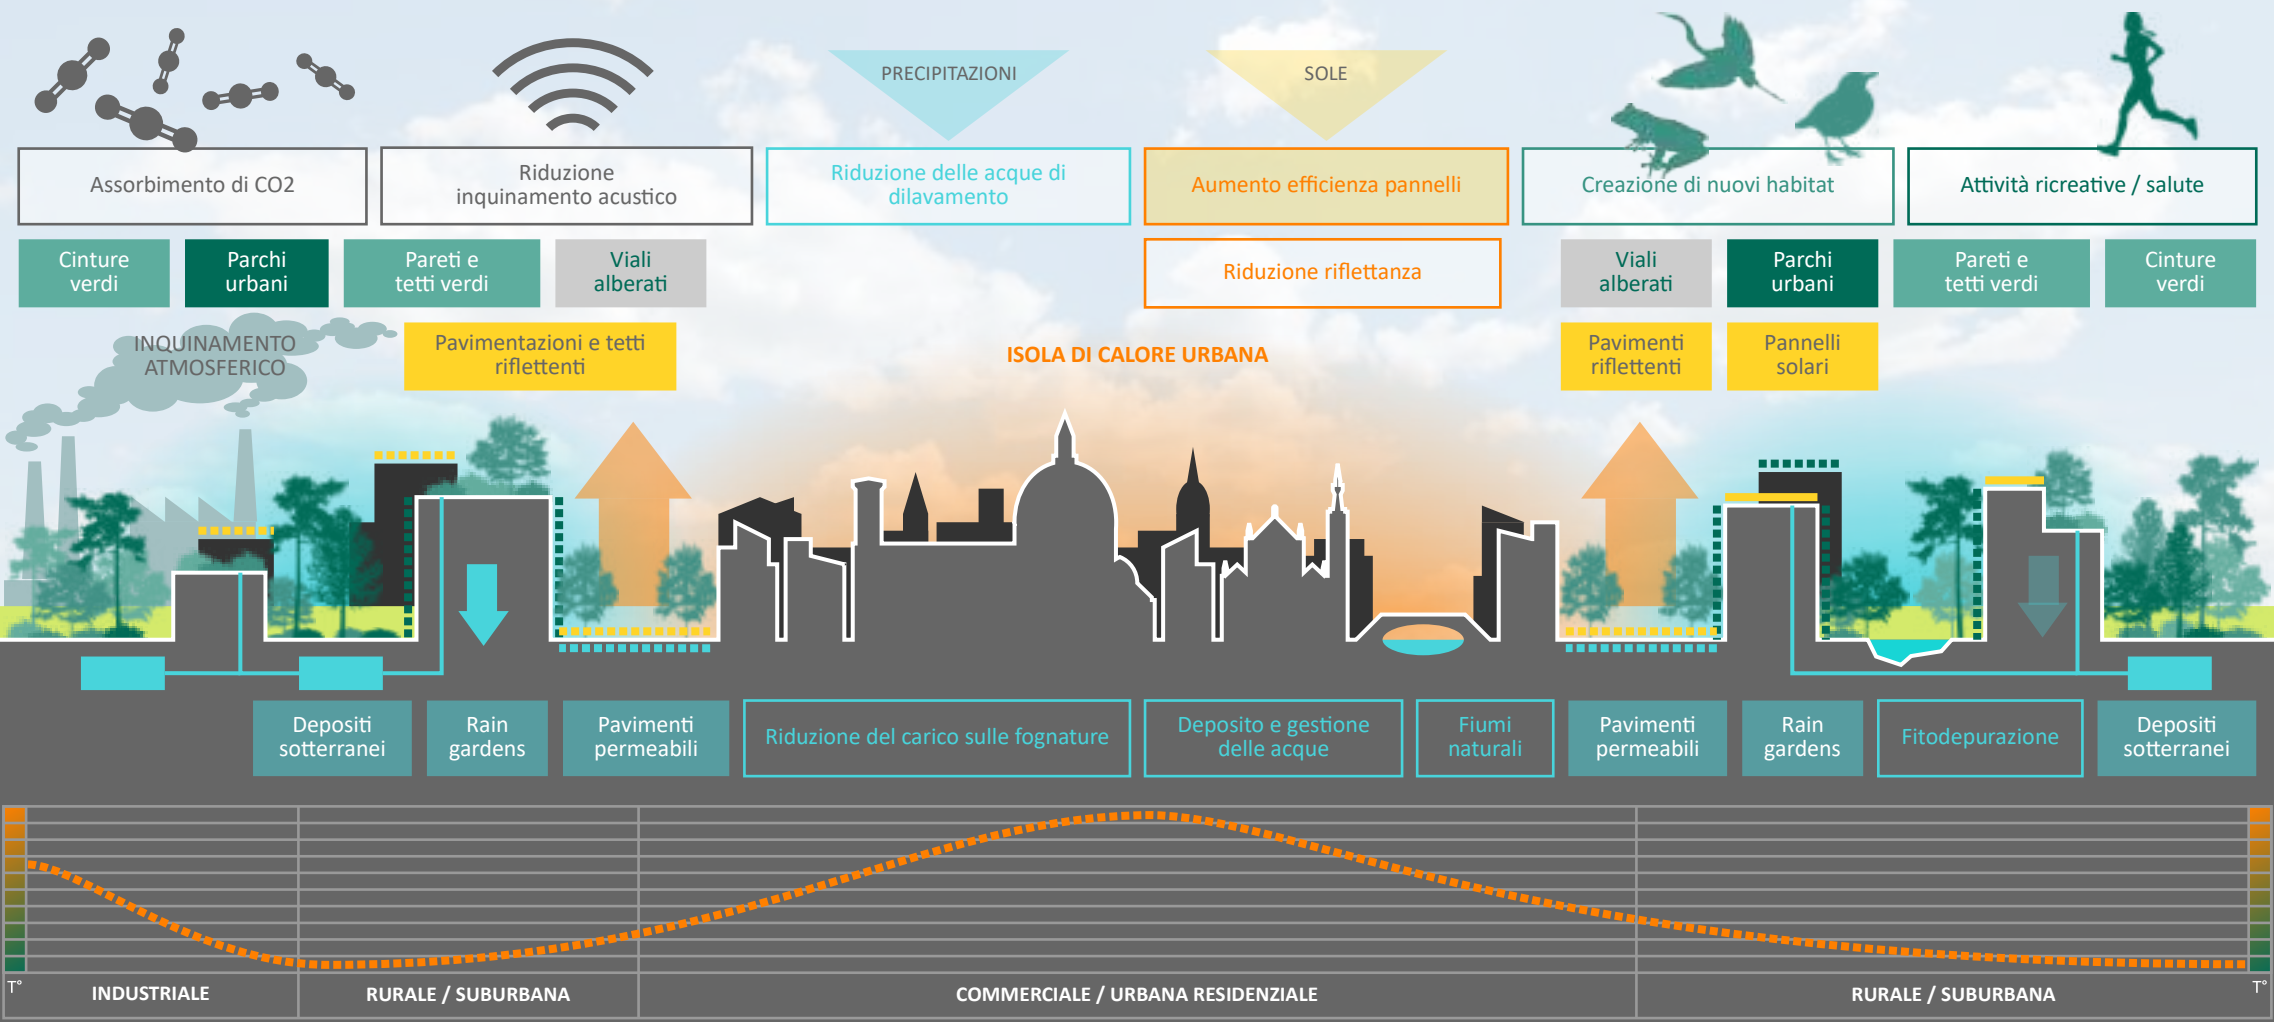 PRECIPITAZIONI
SOLE
Assorbimento di CO2
Riduzione
inquinamento acustico
Riduzione delle acque di
dilavamento
Aumento efficienza pannelli
Creazione di nuovi habitat
Attività ricreative / salute
Cinture
verdi
Parchi
urbani
Pareti e
tetti verdi
Viali
alberati
Riduzione riflettanza
Viali
alberati
Parchi
urbani
Pareti e
tetti verdi
Cinture
verdi
INQUINAMENTO
ATMOSFERICO
Pavimentazioni e tetti
riflettenti
ISOLA DI CALORE URBANA
Pavimenti
riflettenti
Pannelli
solari
Depositi
sotterranei
Rain
gardens
Pavimenti
permeabili
Riduzione del carico sulle fognature
Deposito e gestione
delle acque
Fiumi
naturali
Pavimenti
permeabili
Rain
gardens
Fitodepurazione
Depositi
sotterranei
T°
INDUSTRIALE
RURALE / SUBURBANA
COMMERCIALE / URBANA RESIDENZIALE
RURALE / SUBURBANA
T°